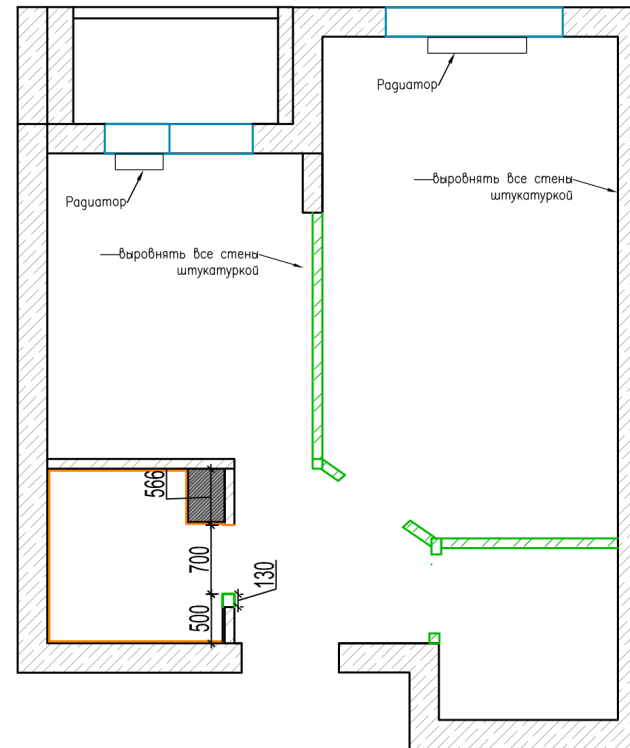 Радиатор
Радиатор
выровнять все стены
штукатуркой
выровнять все стены
штукатуркой
566
700
130
500